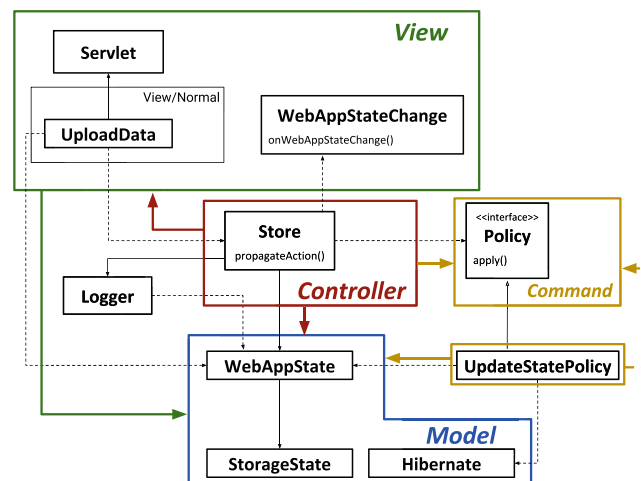 View
Servlet
View/Normal
UploadData
WebAppStateChange
onWebAppStateChange()
Store
propagateAction()
<<interface>>
Policy
apply()
Logger
Controller
Command
WebAppState
UpdateStatePolicy
Model
StorageState
Hibernate